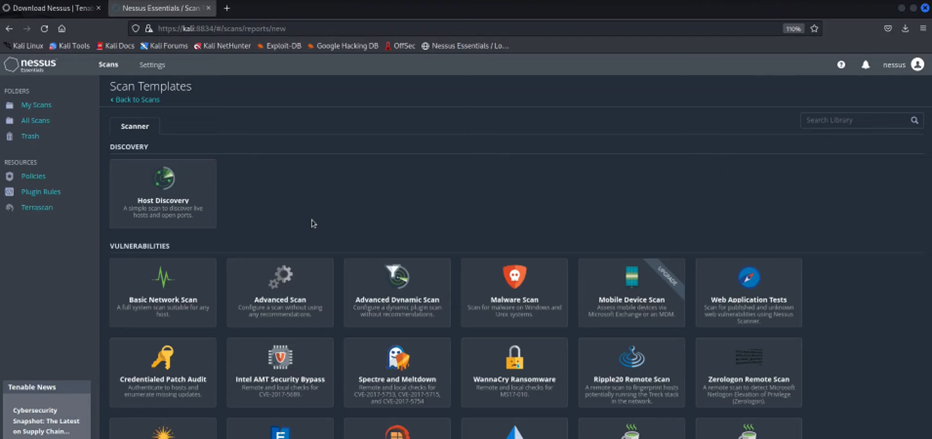 Download Nessus | Tenab
Nessus Essentials / Scan T
https://kali:8834/#/scans/reports/new
110%
Kali Linux
Kali Tools
Kali Docs
Kali Forums
Kali NetHunter
Exploit-DB
Google Hacking DB
OffSec
Nessus Essentials / Lo...
nessus
Essentials
Scans
Settings
nessus
FOLDERS
My Scans
All Scans
Trash
RESOURCES
Policies
Plugin Rules
Terrascan
Tenable News
Cybersecurity
Snapshot: The Latest
on Supply Chain...
Scan Templates
Back to Scans
Scanner
Search Library
DISCOVERY
Host Discovery
A simple scan to discover live
hosts and open ports.
VULNERABILITIES
Basic Network Scan
A full system scan suitable for any
host.
Advanced Scan
Configure a scan without using
any recommendations.
Advanced Dynamic Scan
Configure a dynamic plugin scan
without recommendations.
Malware Scan
Scan for malware on Windows and
Unix systems.
Mobile Device Scan
Assess mobile devices via
Microsoft Exchange or an MDM.
UPGRADE
Web Application Tests
Scan for published and unknown
web vulnerabilities using Nessus
Scanner.
Credentialed Patch Audit
Authenticate to hosts and
enumerate missing updates.
Intel AMT Security Bypass
Remote and local checks for
CVE-2017-5689.
Spectre and Meltdown
Remote and local checks for
CVE-2017-5753, CVE-2017-5715,
and CVE-2017-5754
WannaCry Ransomware
Remote and local checks for
MS17-010.
Ripple20 Remote Scan
A remote scan to fingerprint hosts
potentially running the Treck stack
in the network.
Zerologon Remote Scan
A remote scan to detect Microsoft
Netlogon Elevation of Privilege
(Zerologon).